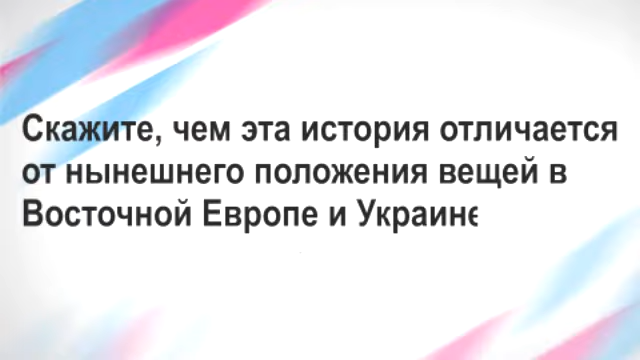 Скажите, чем эта история отличается
от нынешнего положения вещей в
Восточной Европе и Украине